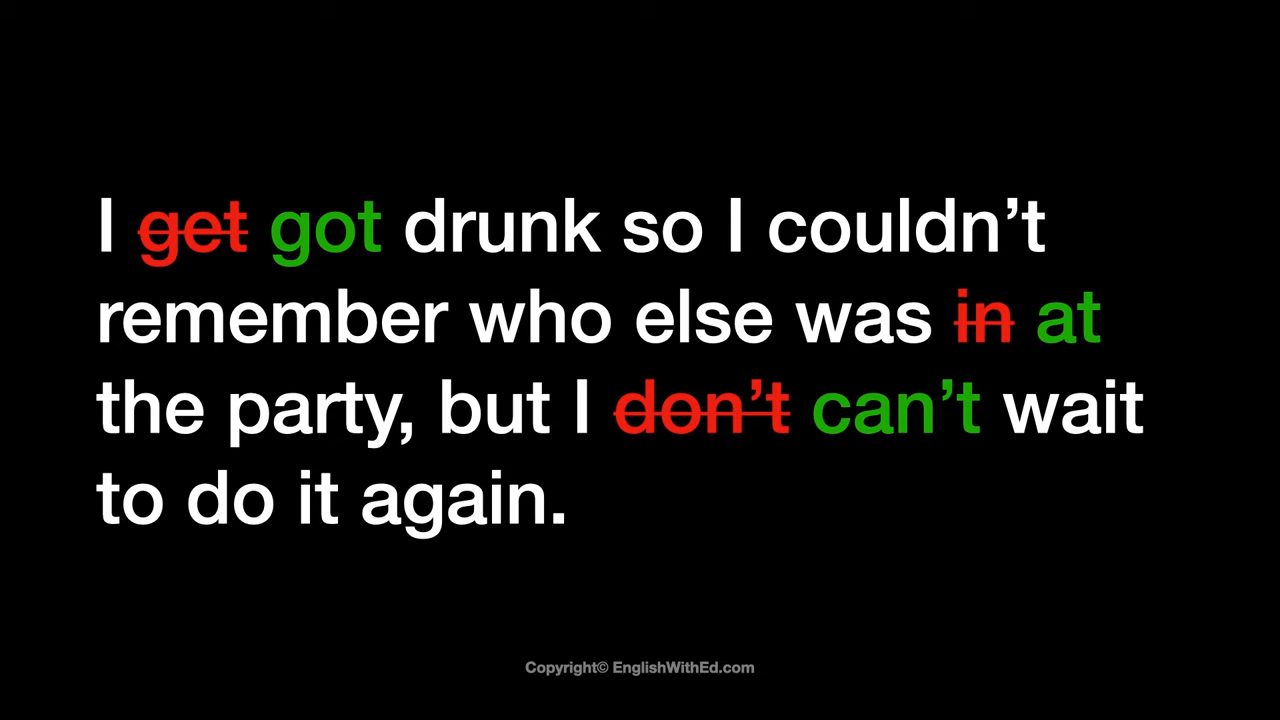 I get got drunk so I couldn’t
remember who else was in at
the party, but I don’t can’t wait
to do it again.
Copyright© EnglishWithEd.com